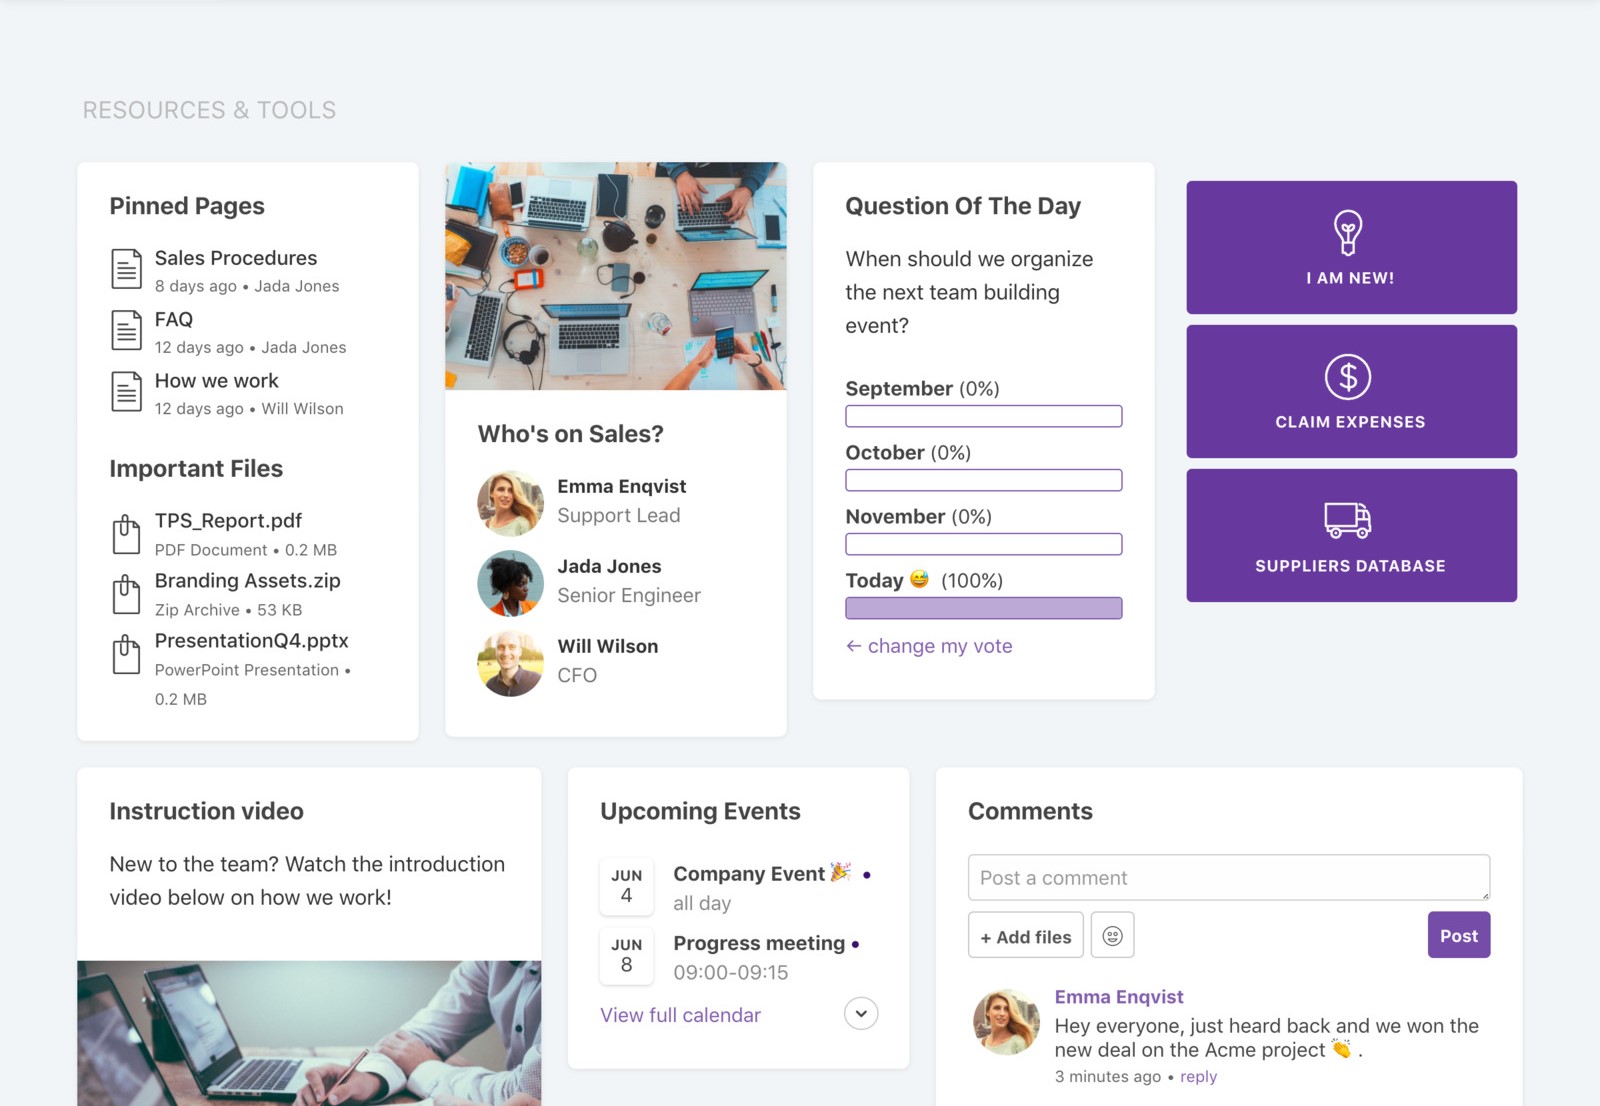 RESOURCES & TOOLS
Pinned Pages
Sales Procedures
8 days ago • Jada Jones
FAQ
12 days ago • Jada Jones
How we work
12 days ago • Will Wilson
Important Files
TPS_Report.pdf
PDF Document • 0.2 MB
Branding Assets.zip
Zip Archive • 53 KB
PresentationQ4.pptx
PowerPoint Presentation •
0.2 MB
Who's on Sales?
Emma Enqvist
Support Lead
Jada Jones
Senior Engineer
Will Wilson
CFO
Question Of The Day
When should we organize
the next team building
event?
September (0%)
October (0%)
November (0%)
Today 😅 (100%)
← change my vote
I AM NEW!
CLAIM EXPENSES
SUPPLIERS DATABASE
Instruction video
New to the team? Watch the introduction
video below on how we work!
Upcoming Events
JUN
4
Company Event 🎉 •
all day
JUN
8
Progress meeting •
09:00-09:15
View full calendar
Comments
Post a comment
+ Add files
Post
Emma Enqvist
Hey everyone, just heard back and we won the
new deal on the Acme project 👏 .
3 minutes ago • reply